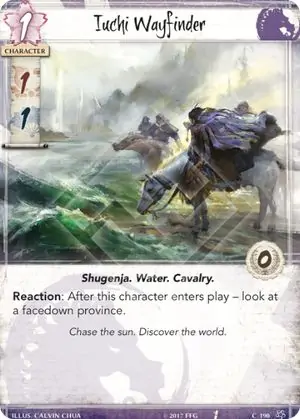 1
Iuchi Wayfinder
CHARACTER
1
1
0
Shugenja. Water. Cavalry.
Reaction: After this character enters play – look at
a facedown province.
Chase the sun. Discover the world.
ILLUS. CALVIN CHUA
© 2017 FFG
C 190